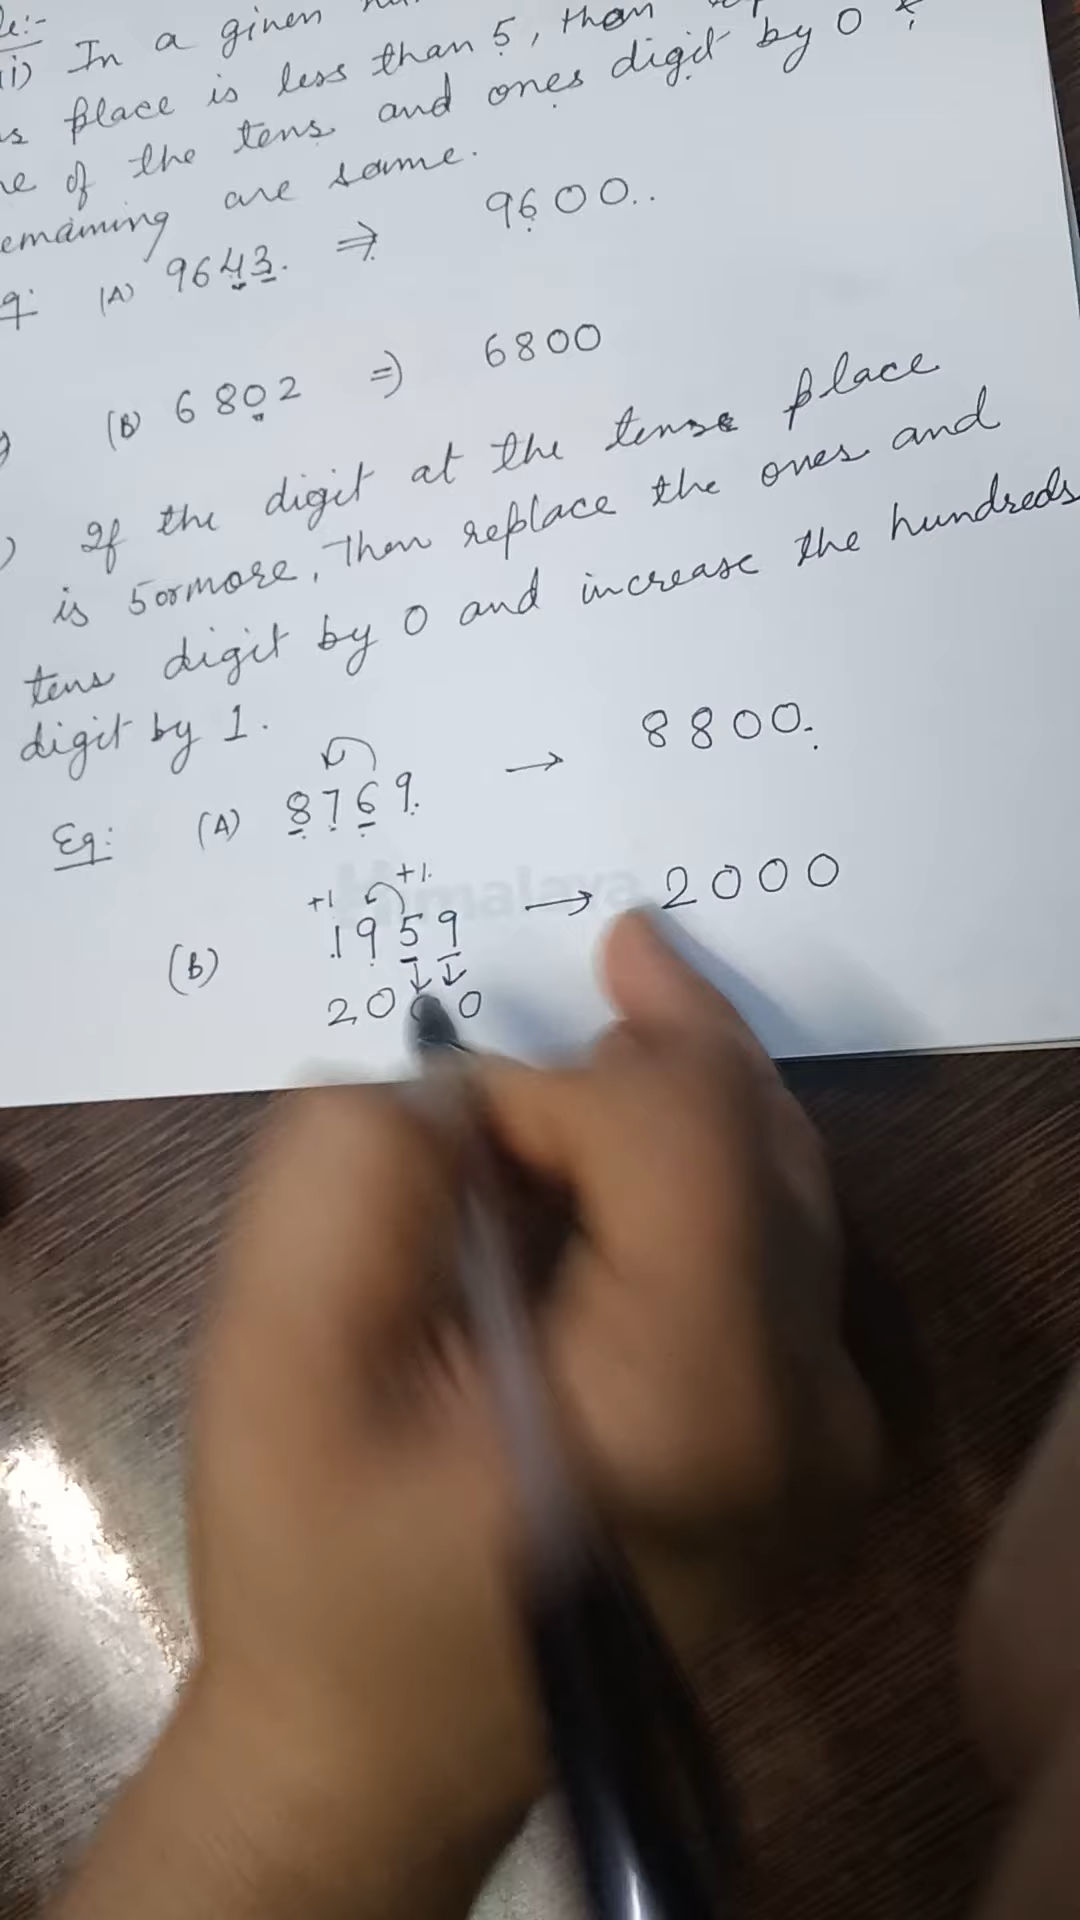 (i) In a given
place is less than 5, then
of the tens and ones digit by 0 &
remaining are same.
(A) 9643. ⇒ 9600..
(B) 6802 ⇒ 6800
If the digit at the tens place
is 5 or more, then replace the ones and
tens digit by 0 and increase the hundreds
digit by 1.
Eg: (A) 8769. → 8800.
+1 +1.
(B) 1959 → 2000
↓ ↓
20 0
Himalaya